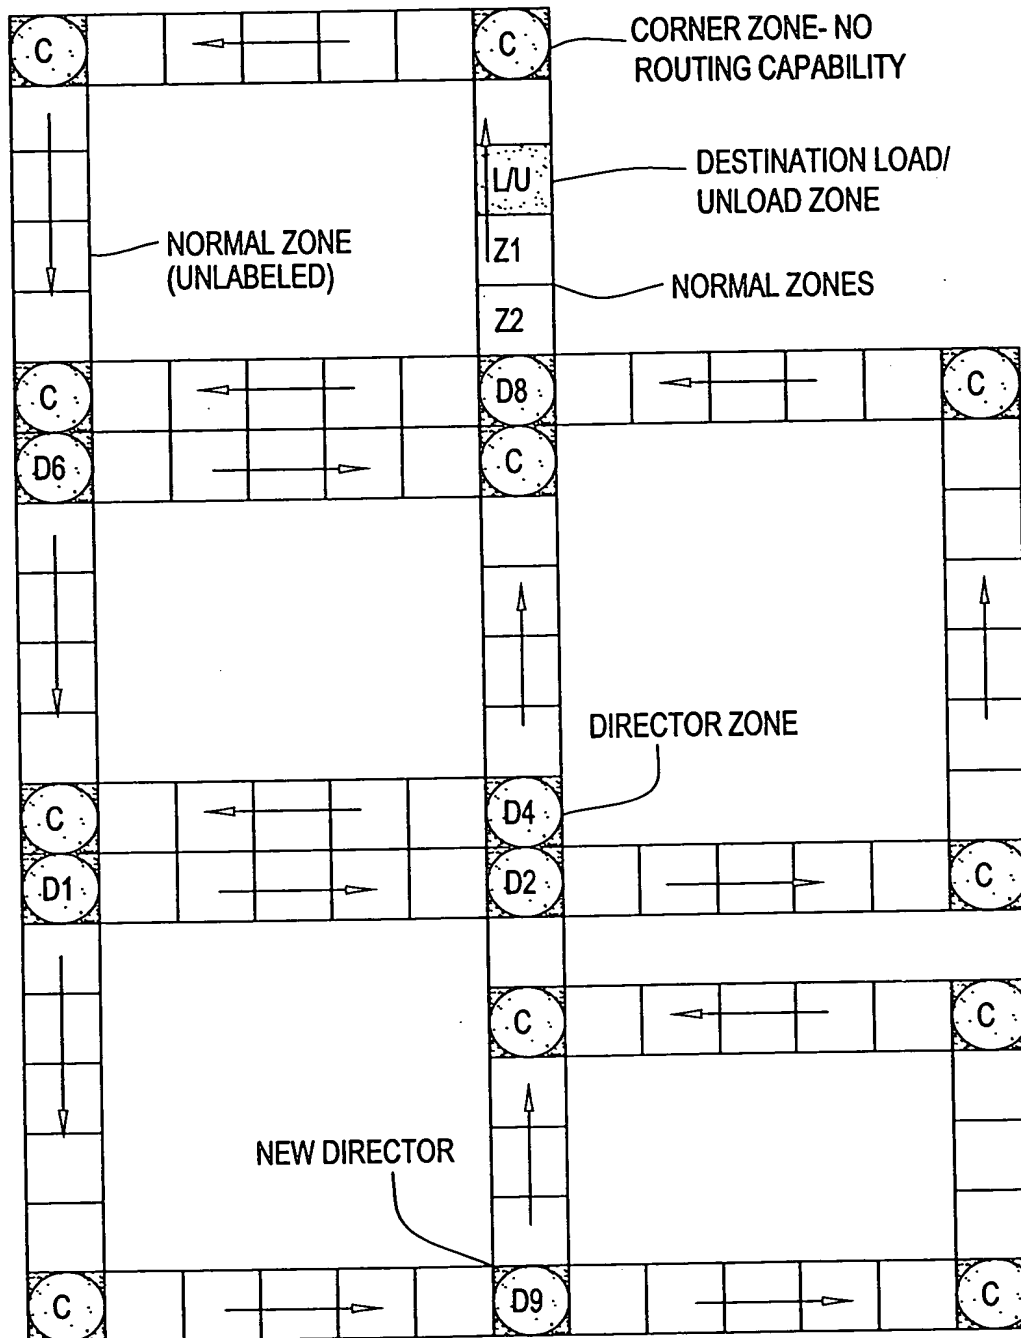 C
C
CORNER ZONE- NO
ROUTING CAPABILITY
L/U
DESTINATION LOAD/
UNLOAD ZONE
NORMAL ZONE
(UNLABELED)
Z1
NORMAL ZONES
Z2
C
D8
C
D6
C
DIRECTOR ZONE
C
D4
D1
D2
C
C
C
NEW DIRECTOR
C
D9
C